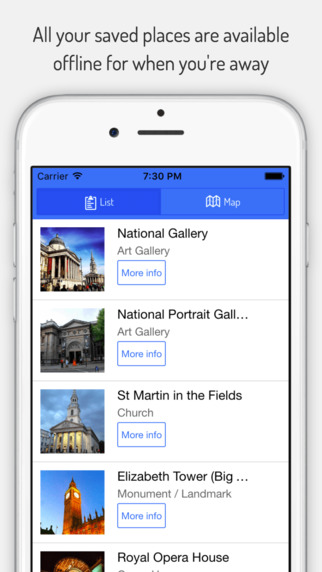 All your saved places are available
offline for when you're away
Carrier 7:30 PM
List Map
National Gallery
Art Gallery
More info
National Portrait Gall...
Art Gallery
More info
St Martin in the Fields
Church
More info
Elizabeth Tower (Big ...
Monument / Landmark
More info
Royal Opera House